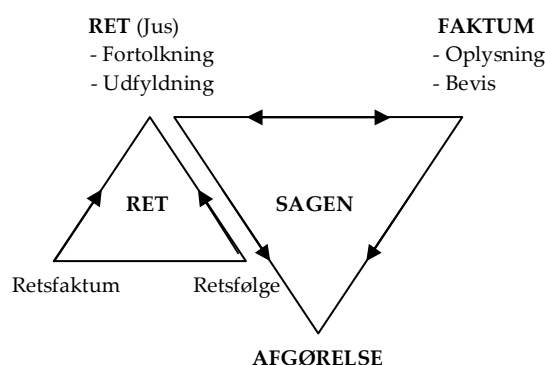 RET (Jus)
- Fortolkning
- Udfyldning
FAKTUM
- Oplysning
- Bevis
RET
SAGEN
Retsfaktum
Retsfølge
AFGØRELSE